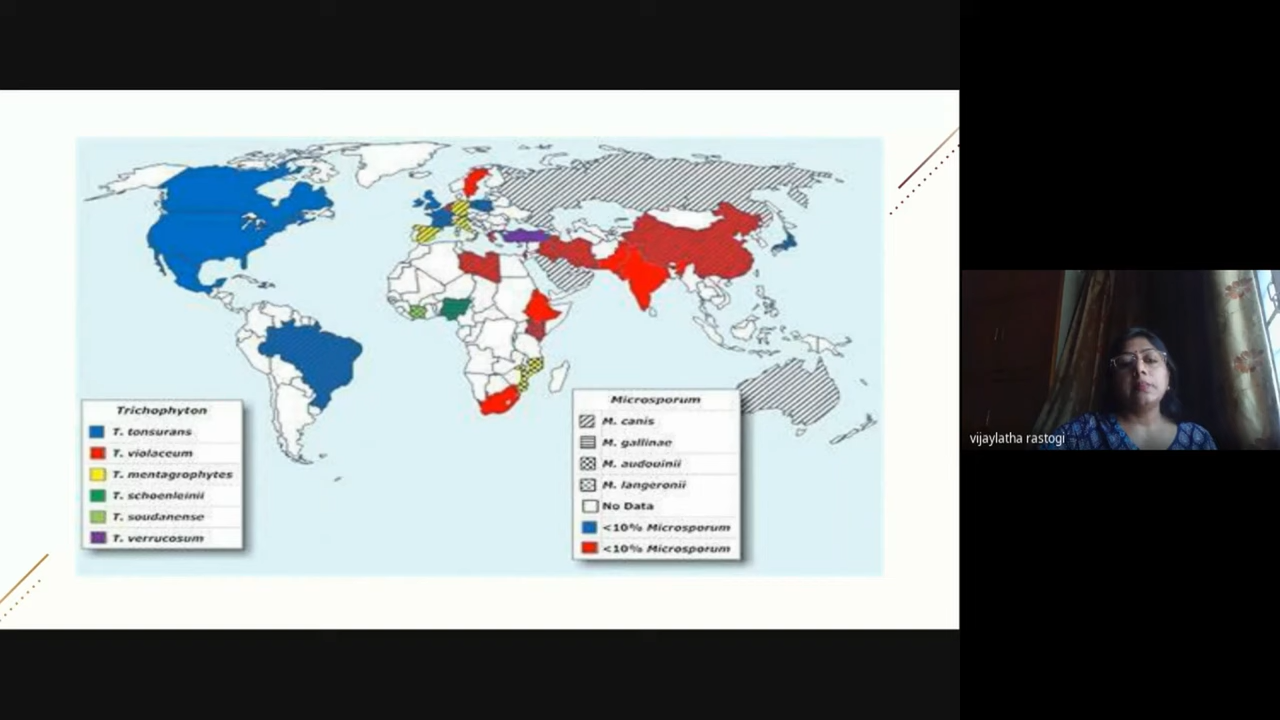 Trichophyton
T. tonsurans
T. violaceum
T. mentagrophytes
T. schoenleinii
T. soudanense
T. verrucosum
Microsporum
M. canis
M. gallinae
M. audouinii
M. langeronii
No Data
<10% Microsporum
<10% Microsporum
vijaylatha rastogi